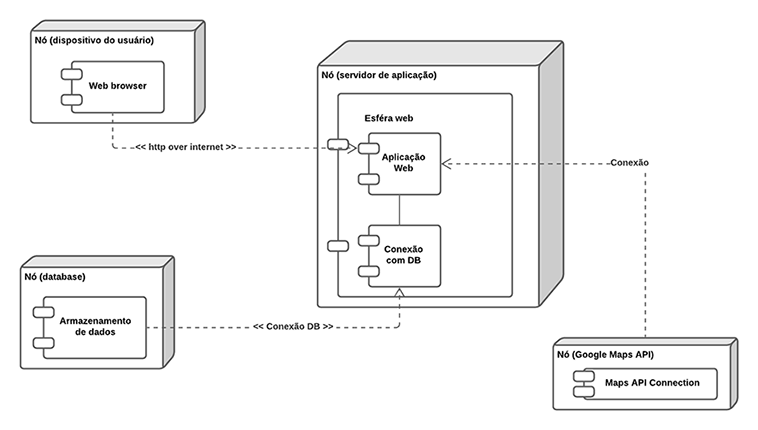 Nó (dispositivo do usuário)
Web browser
<< http over internet >>
Nó (servidor de aplicação)
Esféra web
Aplicação
Web
Conexão
com DB
Conexão
Nó (database)
Armazenamento
de dados
<< Conexão DB >>
Nó (Google Maps API)
Maps API Connection